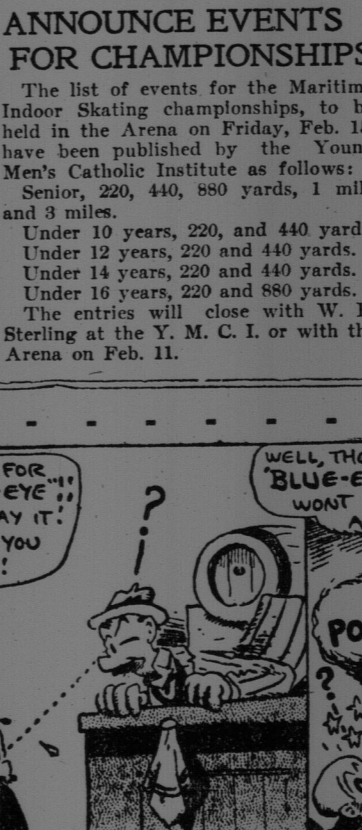 ANNOUNCE EVENTS
FOR CHAMPIONSHIPS
The list of events for the Maritim
Indoor Skating championships, to b
held in the Arena on Friday, Feb. 1
have been published by the Youn
Men's Catholic Institute as follows:
Senior, 220, 440, 880 yards, 1 mil
and 3 miles.
Under 10 years, 220, and 440 yard
Under 12 years, 220 and 440 yards.
Under 14 years, 220 and 440 yards.
Under 16 years, 220 and 880 yards.
The entries will close with W.
Sterling at the Y. M. C. I. or with th
Arena on Feb. 11.
FOR
EYE"!!
AY IT!
YOU
!
?
WELL, THO
"BLUE-E
WONT
PO
?